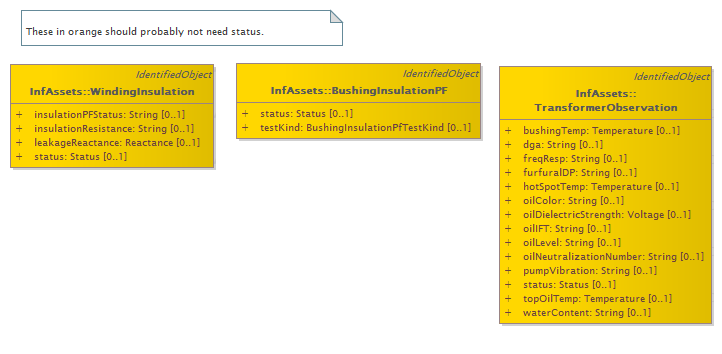 These in orange should probably not need status.
IdentifiedObject
InfAssets::WindingInsulation
+ insulationPFStatus: String [0..1]
+ insulationResistance: String [0..1]
+ leakageReactance: Reactance [0..1]
+ status: Status [0..1]
IdentifiedObject
InfAssets::BushingInsulationPF
+ status: Status [0..1]
+ testKind: BushingInsulationPfTestKind [0..1]
IdentifiedObject
InfAssets::
TransformerObservation
+ bushingTemp: Temperature [0..1]
+ dga: String [0..1]
+ freqResp: String [0..1]
+ furfuralDP: String [0..1]
+ hotSpotTemp: Temperature [0..1]
+ oilColor: String [0..1]
+ oilDielectricStrength: Voltage [0..1]
+ oilIFT: String [0..1]
+ oilLevel: String [0..1]
+ oilNeutralizationNumber: String [0..1]
+ pumpVibration: String [0..1]
+ status: Status [0..1]
+ topOilTemp: Temperature [0..1]
+ waterContent: String [0..1]